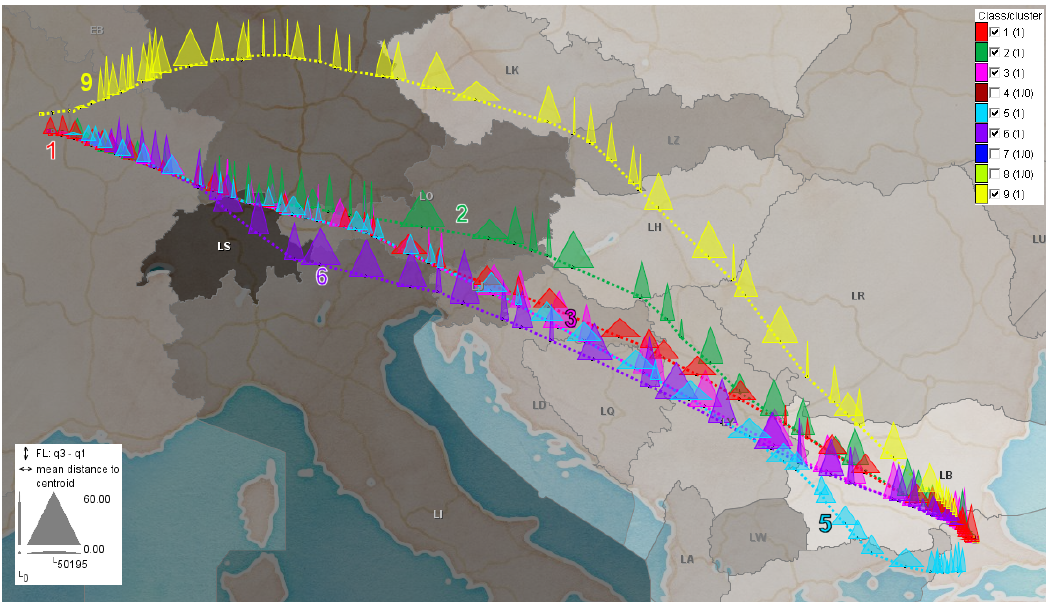 Class/cluster
1 (1)
2 (1)
3 (1)
4 (1/0)
5 (1)
6 (1)
7 (1/0)
8 (1/0)
9 (1)
EB
9
LK
1
LZ
LO
2
LS
LH
LU
6
LR
3
LD
LQ
LB
FL: q3 - q1
mean distance to
centroid
60.00
0.00
50195
0
LI
5
LW
LA